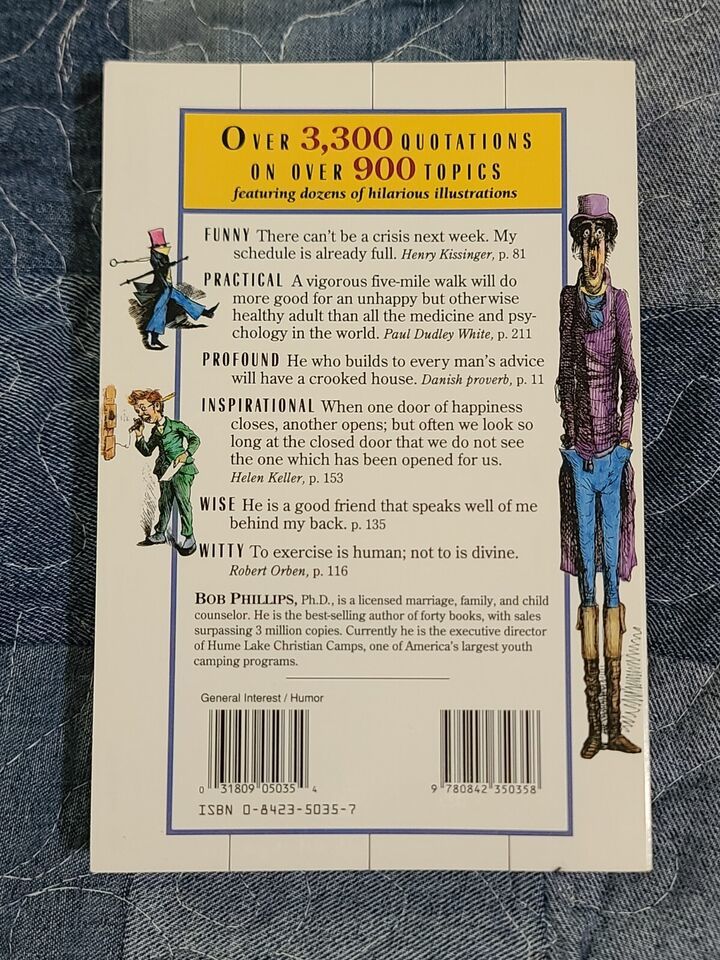 OVER 3,300 QUOTATIONS
ON OVER 900 TOPICS
featuring dozens of hilarious illustrations
FUNNY There can't be a crisis next week. My
schedule is already full. Henry Kissinger, p. 81
PRACTICAL A vigorous five-mile walk will do
more good for an unhappy but otherwise
healthy adult than all the medicine and psy-
chology in the world. Paul Dudley White, p. 211
PROFOUND He who builds to every man's advice
will have a crooked house. Danish proverb, p. 11
INSPIRATIONAL When one door of happiness
closes, another opens; but often we look so
long at the closed door that we do not see
the one which has been opened for us.
Helen Keller, p. 153
WISE He is a good friend that speaks well of me
behind my back. p. 135
WITTY To exercise is human; not to is divine.
Robert Orben, p. 116
BOB PHILLIPS, Ph.D., is a licensed marriage, family, and child
counselor. He is the best-selling author of forty books, with sales
surpassing 3 million copies. Currently he is the executive director
of Hume Lake Christian Camps, one of America's largest youth
camping programs.
General Interest / Humor
0 31809 05035 4
9 780842 350358
ISBN 0-8423-5035-7